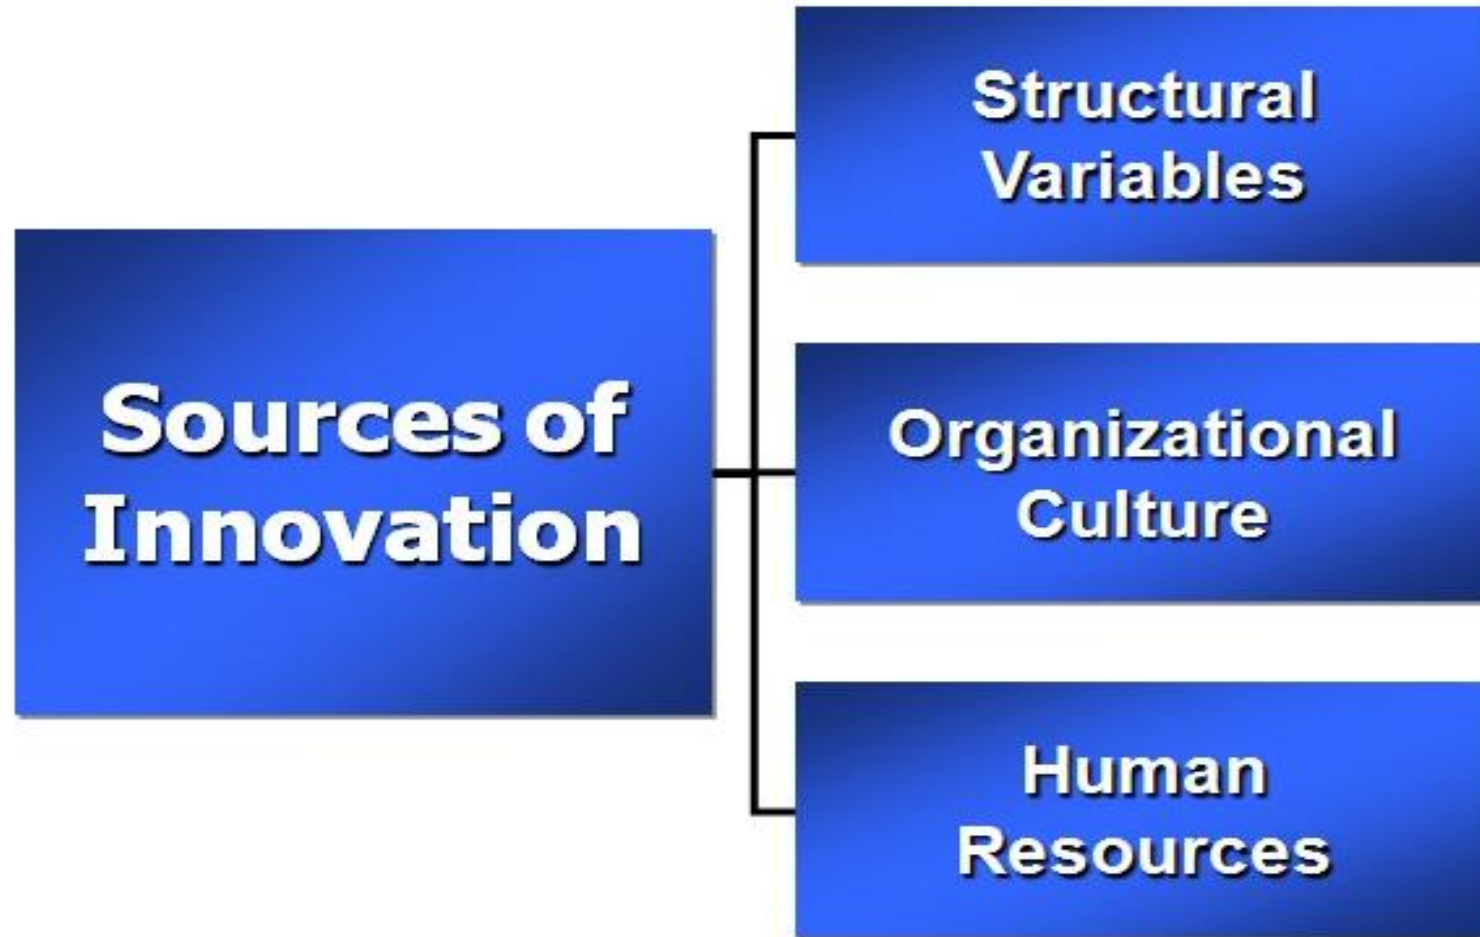 Sources of
Innovation
Structural
Variables
Organizational
Culture
Human
Resources